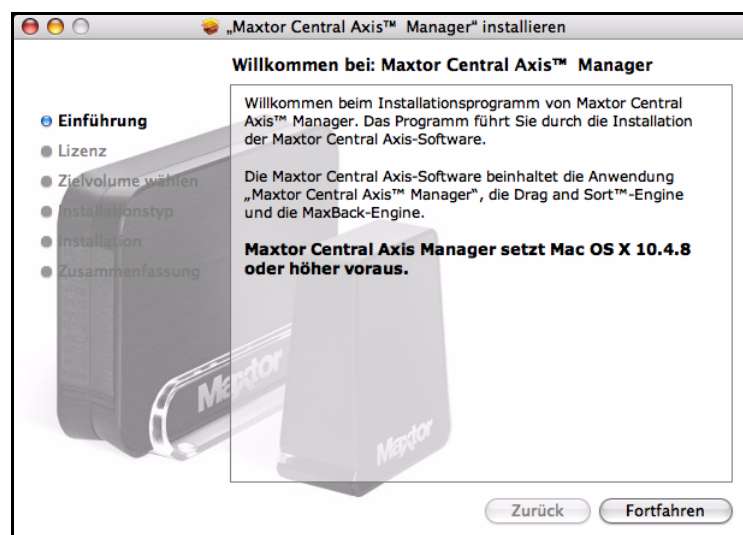 „Maxtor Central Axis™ Manager“ installieren
Willkommen bei: Maxtor Central Axis™ Manager
Einführung
Lizenz
Zielvolume wählen
Installationstyp
Installation
Zusammenfassung
Willkommen beim Installationsprogramm von Maxtor Central
Axis™ Manager. Das Programm führt Sie durch die Installation
der Maxtor Central Axis-Software.
Die Maxtor Central Axis-Software beinhaltet die Anwendung
„Maxtor Central Axis™ Manager“, die Drag and Sort™-Engine
und die MaxBack-Engine.
Maxtor Central Axis Manager setzt Mac OS X 10.4.8
oder höher voraus.
Maxtor
Maxtor
Zurück
Fortfahren